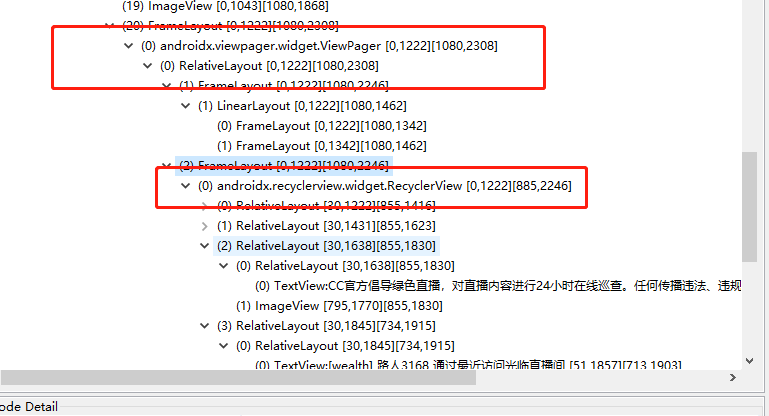 (19) ImageView [0,1043][1080,1868]
(20) FrameLayout [0,1222][1080,2308]
(0) androidx.viewpager.widget.ViewPager [0,1222][1080,2308]
(0) RelativeLayout [0,1222][1080,2308]
(1) FrameLayout [0,1222][1080,2246]
(1) LinearLayout [0,1222][1080,1462]
(0) FrameLayout [0,1222][1080,1342]
(1) FrameLayout [0,1342][1080,1462]
(2) FrameLayout [0,1222][1080,2246]
(0) androidx.recyclerview.widget.RecyclerView [0,1222][885,2246]
(0) RelativeLayout [30,1222][855,1416]
(1) RelativeLayout [30,1431][855,1623]
(2) RelativeLayout [30,1638][855,1830]
(0) RelativeLayout [30,1638][855,1830]
(0) TextView:CC官方倡导绿色直播，对直播内容进行24小时在线巡查。任何传播违法、违规
(1) ImageView [795,1770][855,1830]
(3) RelativeLayout [30,1845][734,1915]
(0) RelativeLayout [30,1845][734,1915]
(0) TextView:[wealth] 路人3168 通过最近访问光临直播间 [51,1857][713,1903]
ode Detail